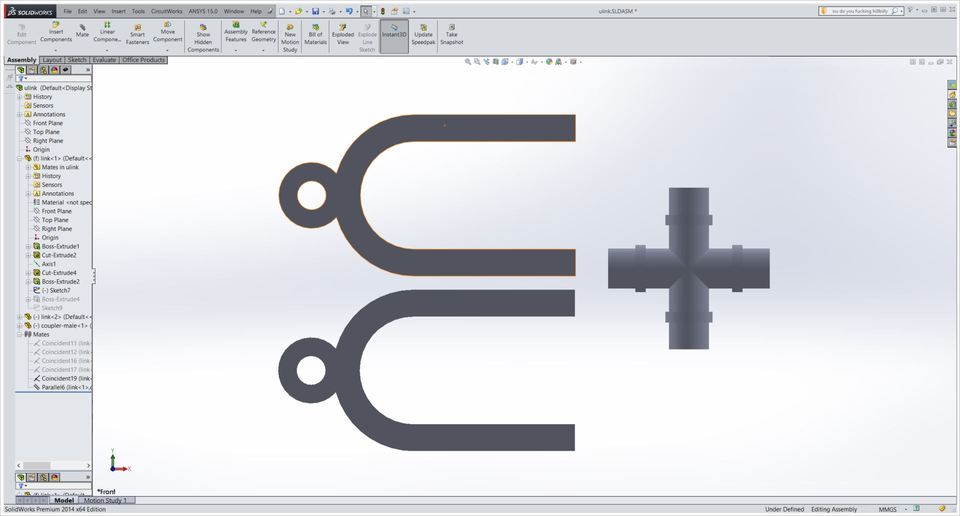 SOLIDWORKS File Edit View Insert Tools CircuitWorks ANSYS 15.0 Window Help ulink.SLDASM *
Edit Component
Insert Components
Mate
Linear Compone...
Smart Fasteners
Move Component
Show Hidden Components
Assembly Features
Reference Geometry
New Motion Study
Bill of Materials
Exploded View
Explode Line Sketch
Instant3D
Update Speedpak
Take Snapshot
Assembly Layout Sketch Evaluate Office Products
ulink (Default<Display St
History
Sensors
Annotations
Front Plane
Top Plane
Right Plane
Origin
(f) link<1> (Default<<
Mates in ulink
History
Sensors
Annotations
Material <not spec
Front Plane
Top Plane
Right Plane
Origin
Boss-Extrude1
Cut-Extrude2
Axis1
Cut-Extrude4
Boss-Extrude2
(-) Sketch7
Boss-Extrude4
Sketch9
(-) link<2> (Default<<
(-) coupler-male<1> (
Mates
Coincident11 (link<
Coincident12 (link<
Coincident16 (link<
Coincident17 (link<
Coincident19 (link<
Parallel6 (link<1>,
Y
X
*Front
Model Motion Study 1
SolidWorks Premium 2014 x64 Edition Under Defined Editing Assembly MMGS